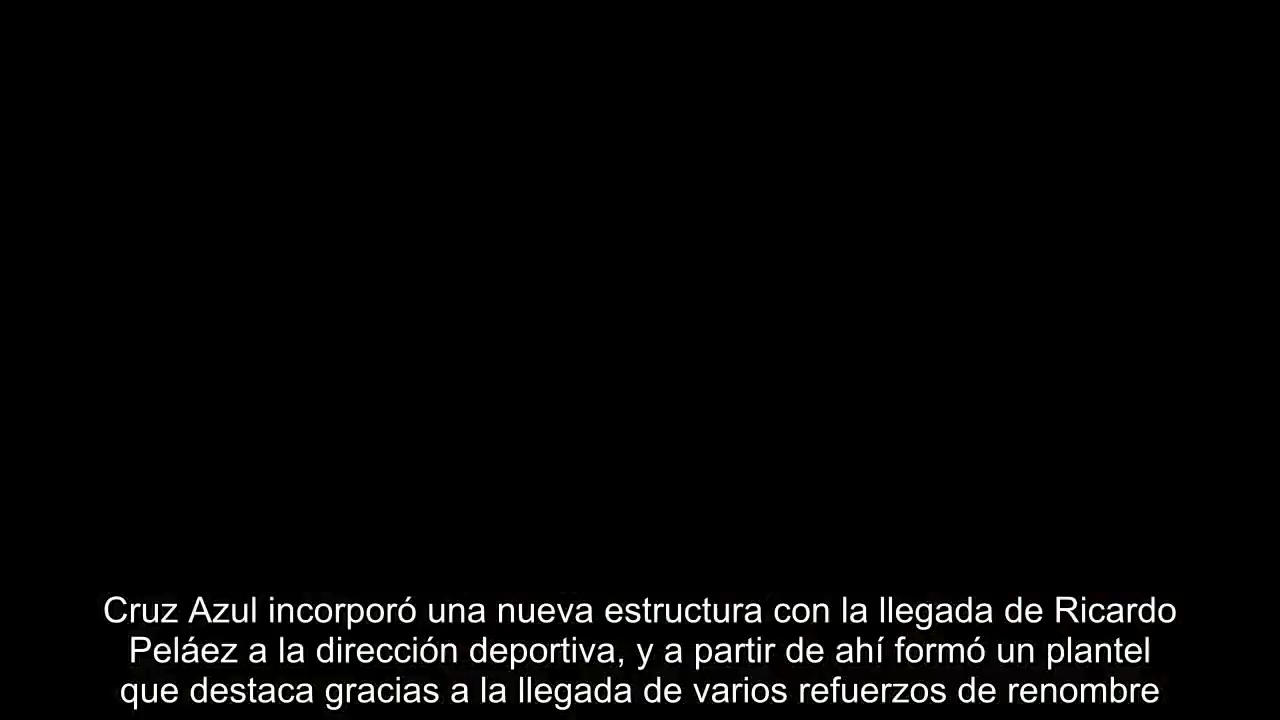 Cruz Azul incorporó una nueva estructura con la llegada de Ricardo
Peláez a la dirección deportiva, y a partir de ahí formó un plantel
que destaca gracias a la llegada de varios refuerzos de renombre